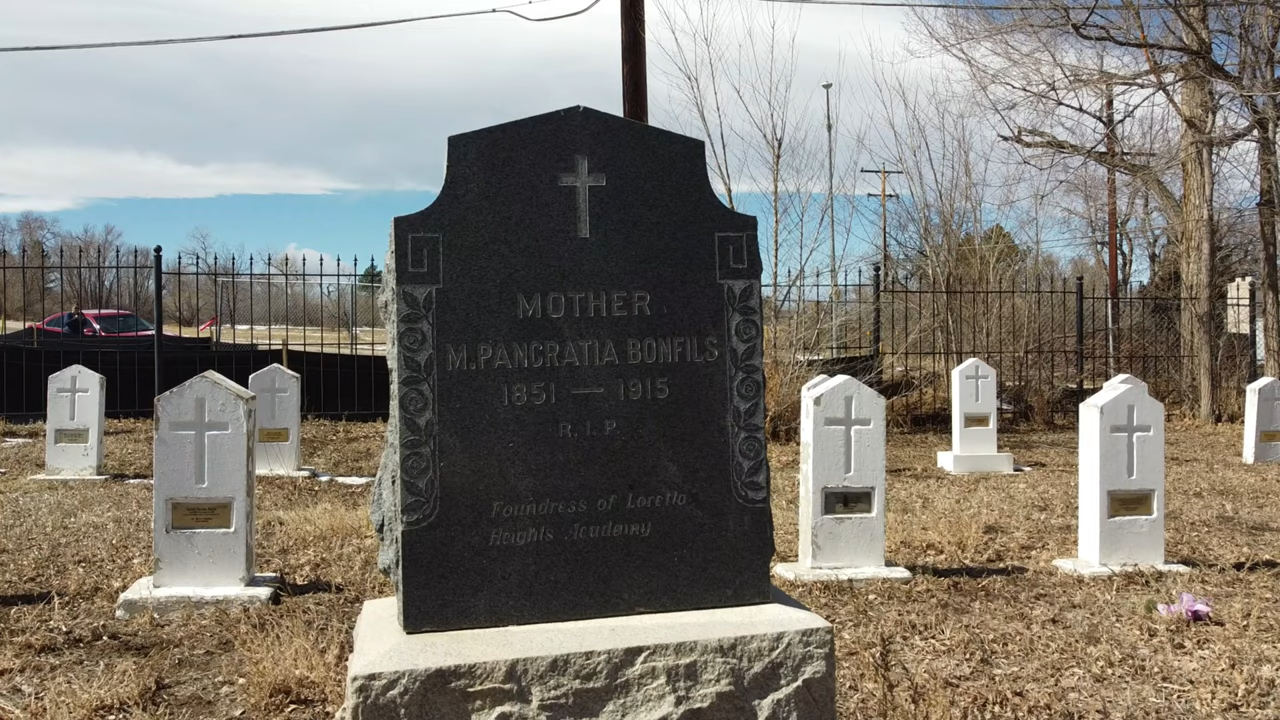 MOTHER
M. PANCRATIA BONFILS
1851 — 1915
R. I. P.
Foundress of Loretto
Heights Academy